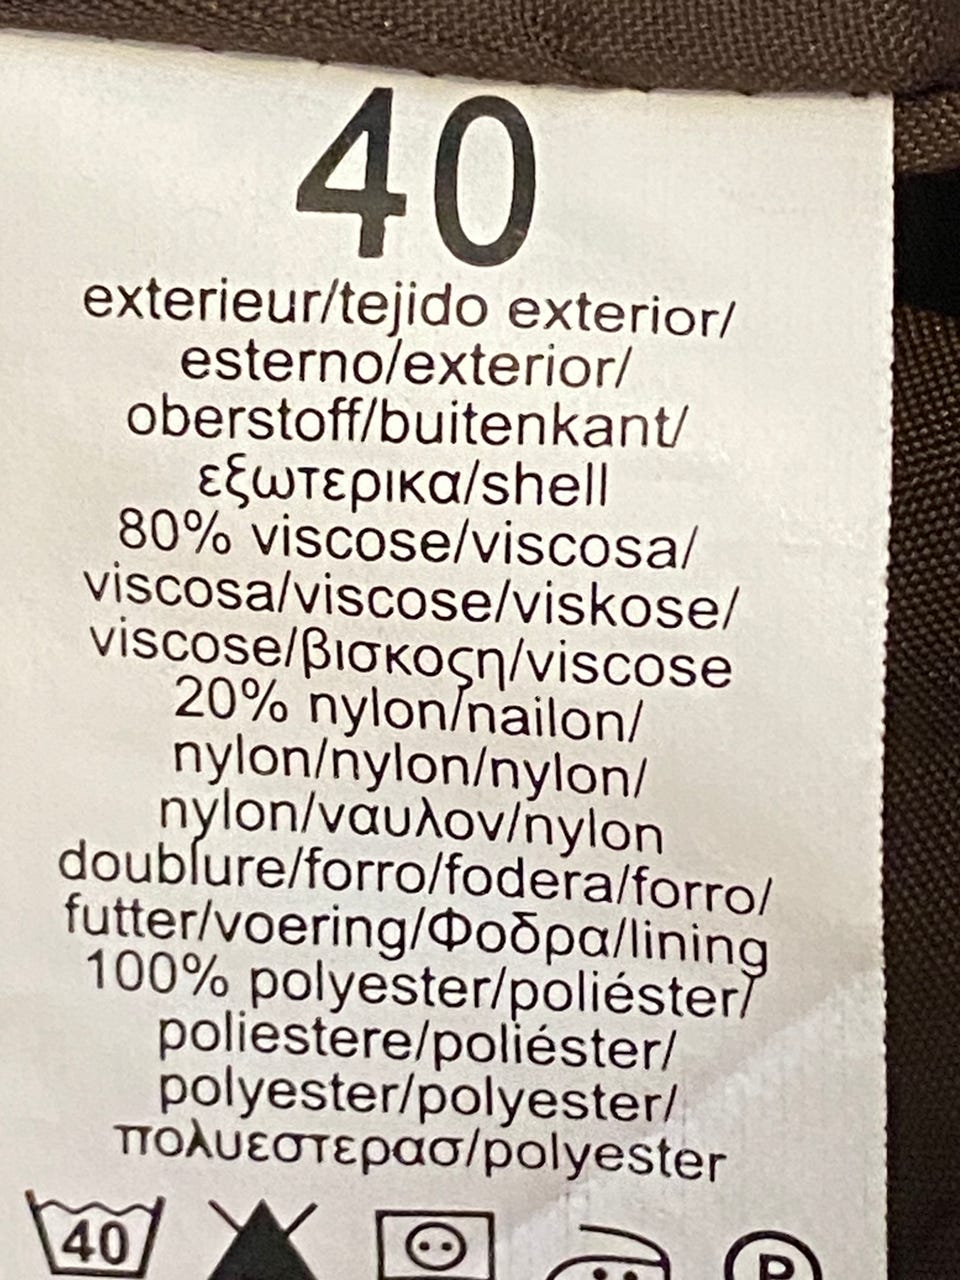 40
exterieur/tejido exterior/
esterno/exterior/
oberstoff/buitenkant/
εξωτερικα/shell
80% viscose/viscosa/
viscosa/viscose/viskose/
viscose/βισκοςη/viscose
20% nylon/nailon/
nylon/nylon/nylon/
nylon/ναυλον/nylon
doublure/forro/fodera/forro/
futter/voering/Φοδρα/lining
100% polyester/poliéster/
poliestere/poliéster/
polyester/polyester/
πολυεστερασ/polyester
40 P